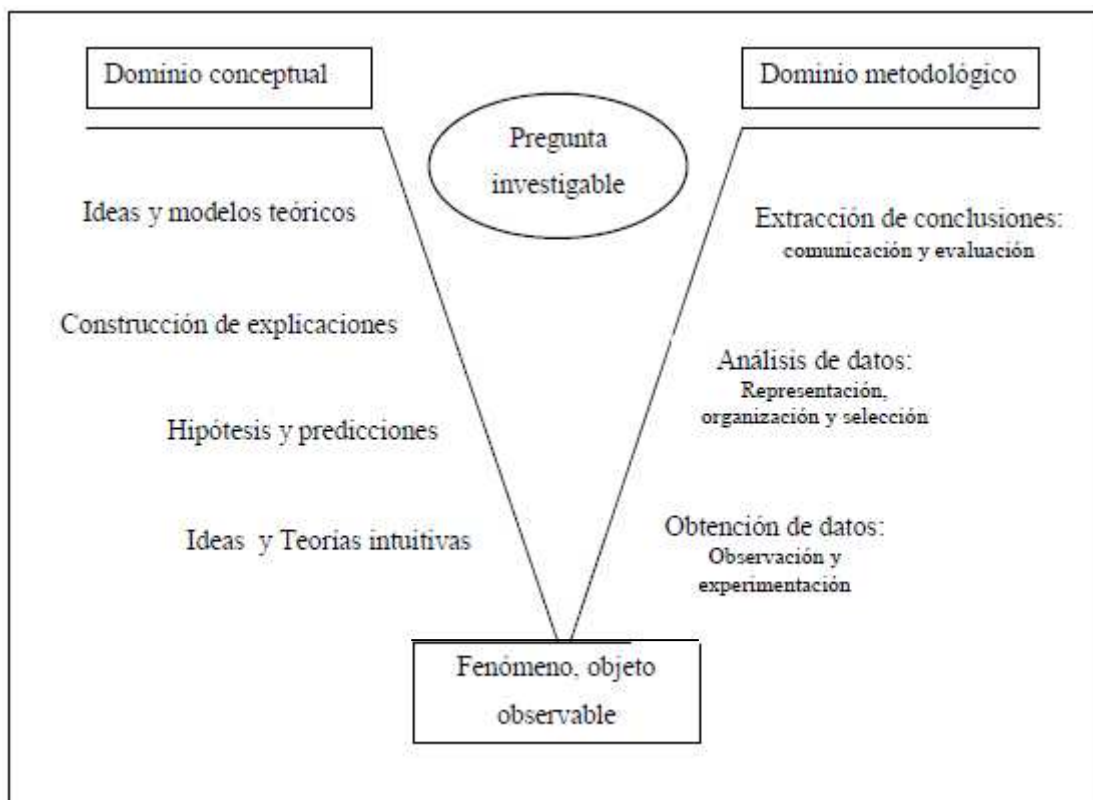 Dominio conceptual
Dominio metodológico
Pregunta
investigable
Ideas y modelos teóricos
Construcción de explicaciones
Hipótesis y predicciones
Ideas y Teorías intuitivas
Extracción de conclusiones:
comunicación y evaluación
Análisis de datos:
Representación,
organización y selección
Obtención de datos:
Observación y
experimentación
Fenómeno, objeto
observable